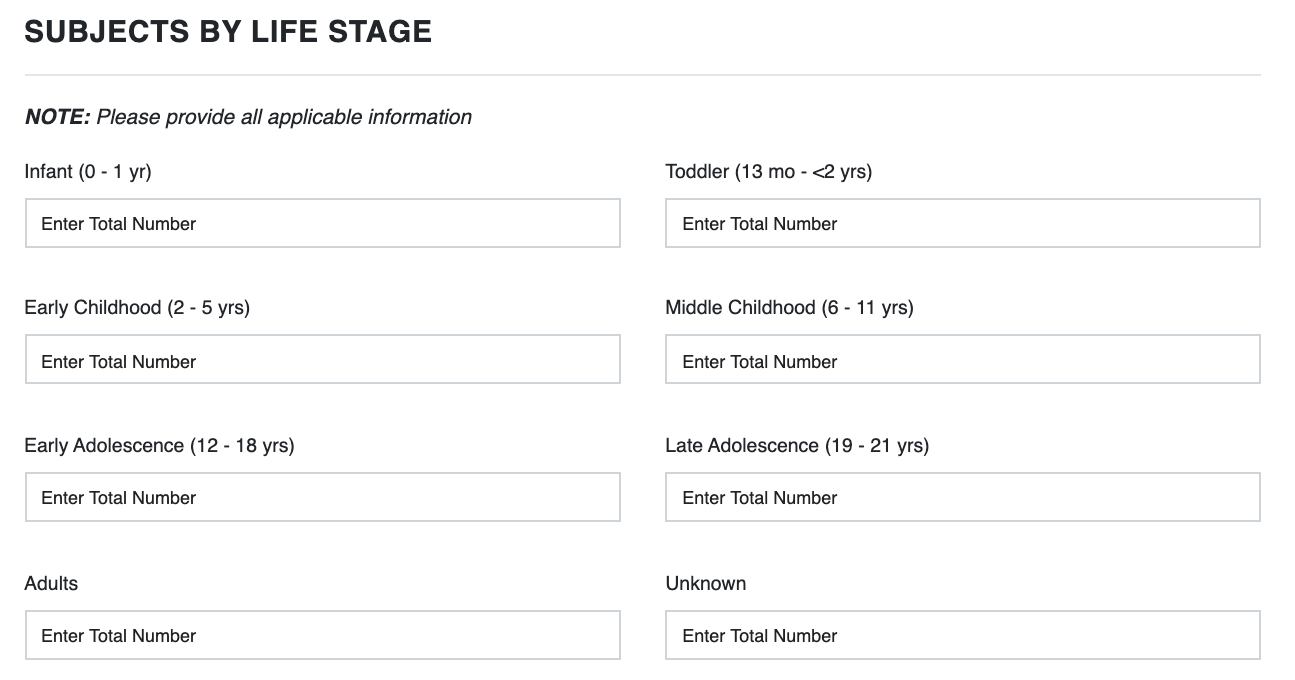 SUBJECTS BY LIFE STAGE
NOTE: Please provide all applicable information
Infant (0 - 1 yr)
Toddler (13 mo - <2 yrs)
Enter Total Number
Enter Total Number
Early Childhood (2 - 5 yrs)
Middle Childhood (6 - 11 yrs)
Enter Total Number
Enter Total Number
Early Adolescence (12 - 18 yrs)
Late Adolescence (19 - 21 yrs)
Enter Total Number
Enter Total Number
Adults
Unknown
Enter Total Number
Enter Total Number